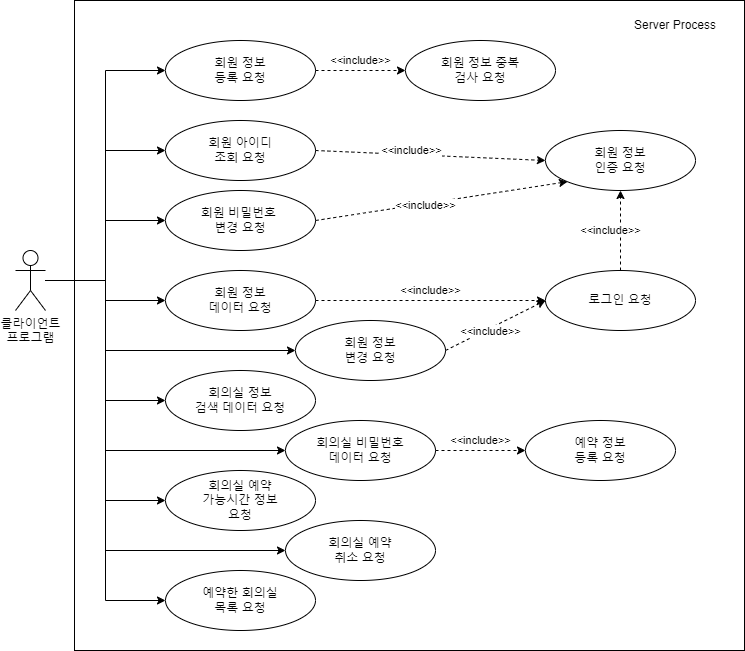 Server Process
회원 정보
등록 요청
<<include>>
회원 정보 중복
검사 요청
회원 아이디
조회 요청
<<include>>
회원 정보
인증 요청
회원 비밀번호
변경 요청
<<include>>
<<include>>
클라이언트
프로그램
회원 정보
데이터 요청
<<include>>
로그인 요청
회원 정보
변경 요청
<<include>>
회의실 정보
검색 데이터 요청
회의실 비밀번호
데이터 요청
<<include>>
예약 정보
등록 요청
회의실 예약
가능시간 정보
요청
회의실 예약
취소 요청
예약한 회의실
목록 요청